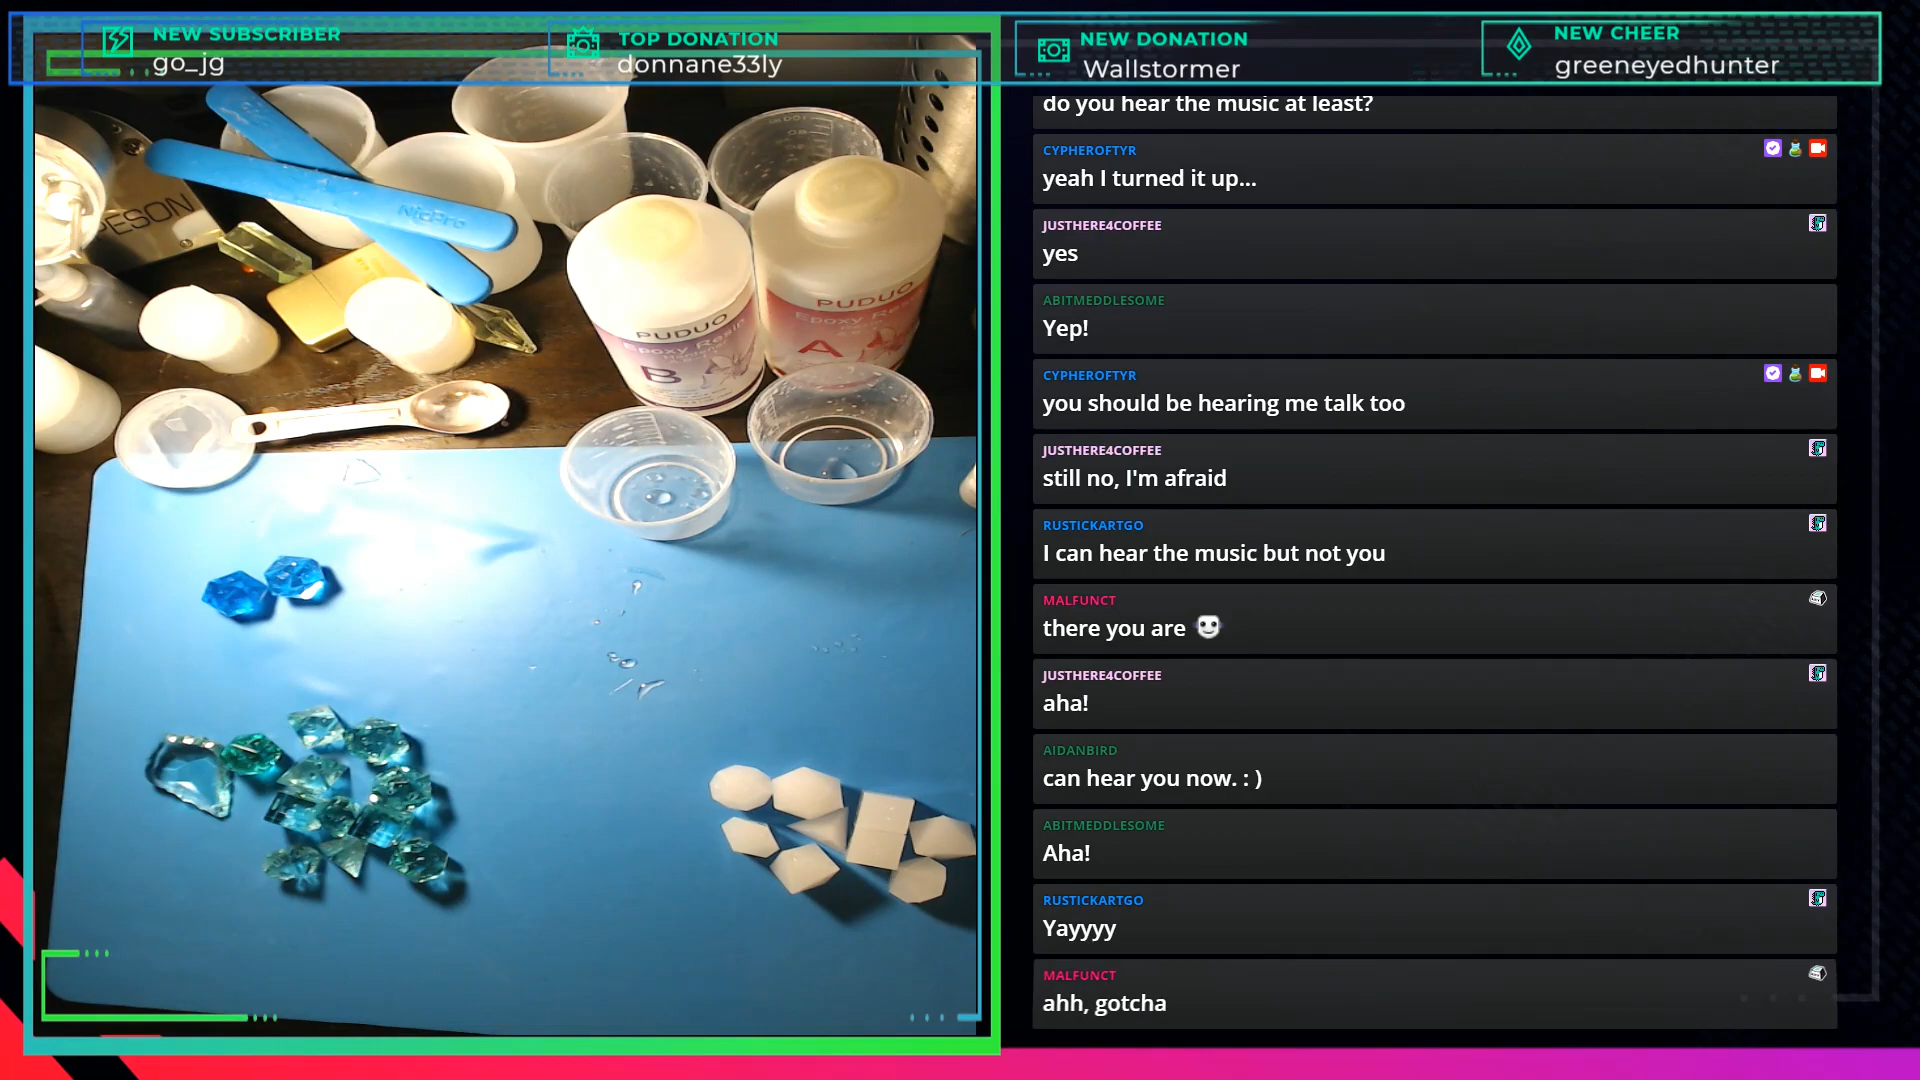 NEW SUBSCRIBER
go_jg
TOP DONATION
donnane33ly
NEW DONATION
Wallstormer
NEW CHEER
greeneyedhunter
NicPro
PESON
PUDUO
Epoxy Resin
B
PUDUO
Epoxy Resin
A
do you hear the music at least?
CYPHEROFTYR
yeah I turned it up...
JUSTHERE4COFFEE
yes
ABITMEDDLESOME
Yep!
CYPHEROFTYR
you should be hearing me talk too
JUSTHERE4COFFEE
still no, I'm afraid
RUSTICKARTGO
I can hear the music but not you
MALFUNCT
there you are
JUSTHERE4COFFEE
aha!
AIDANBIRD
can hear you now. : )
ABITMEDDLESOME
Aha!
RUSTICKARTGO
Yayyyy
MALFUNCT
ahh, gotcha